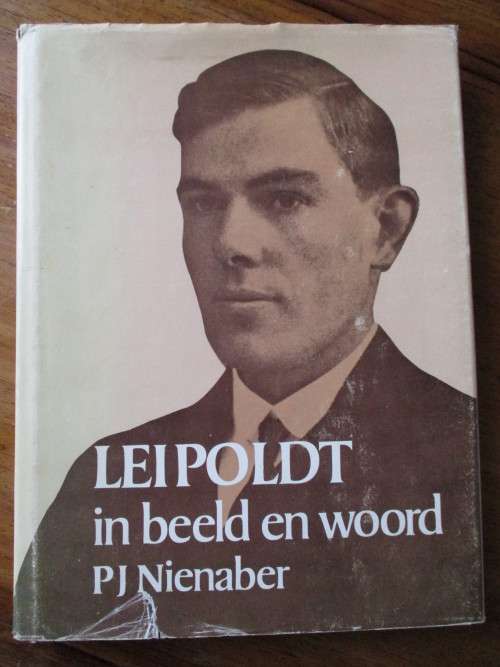 LEIPOLDT
in beeld en woord
PJ Nienaber